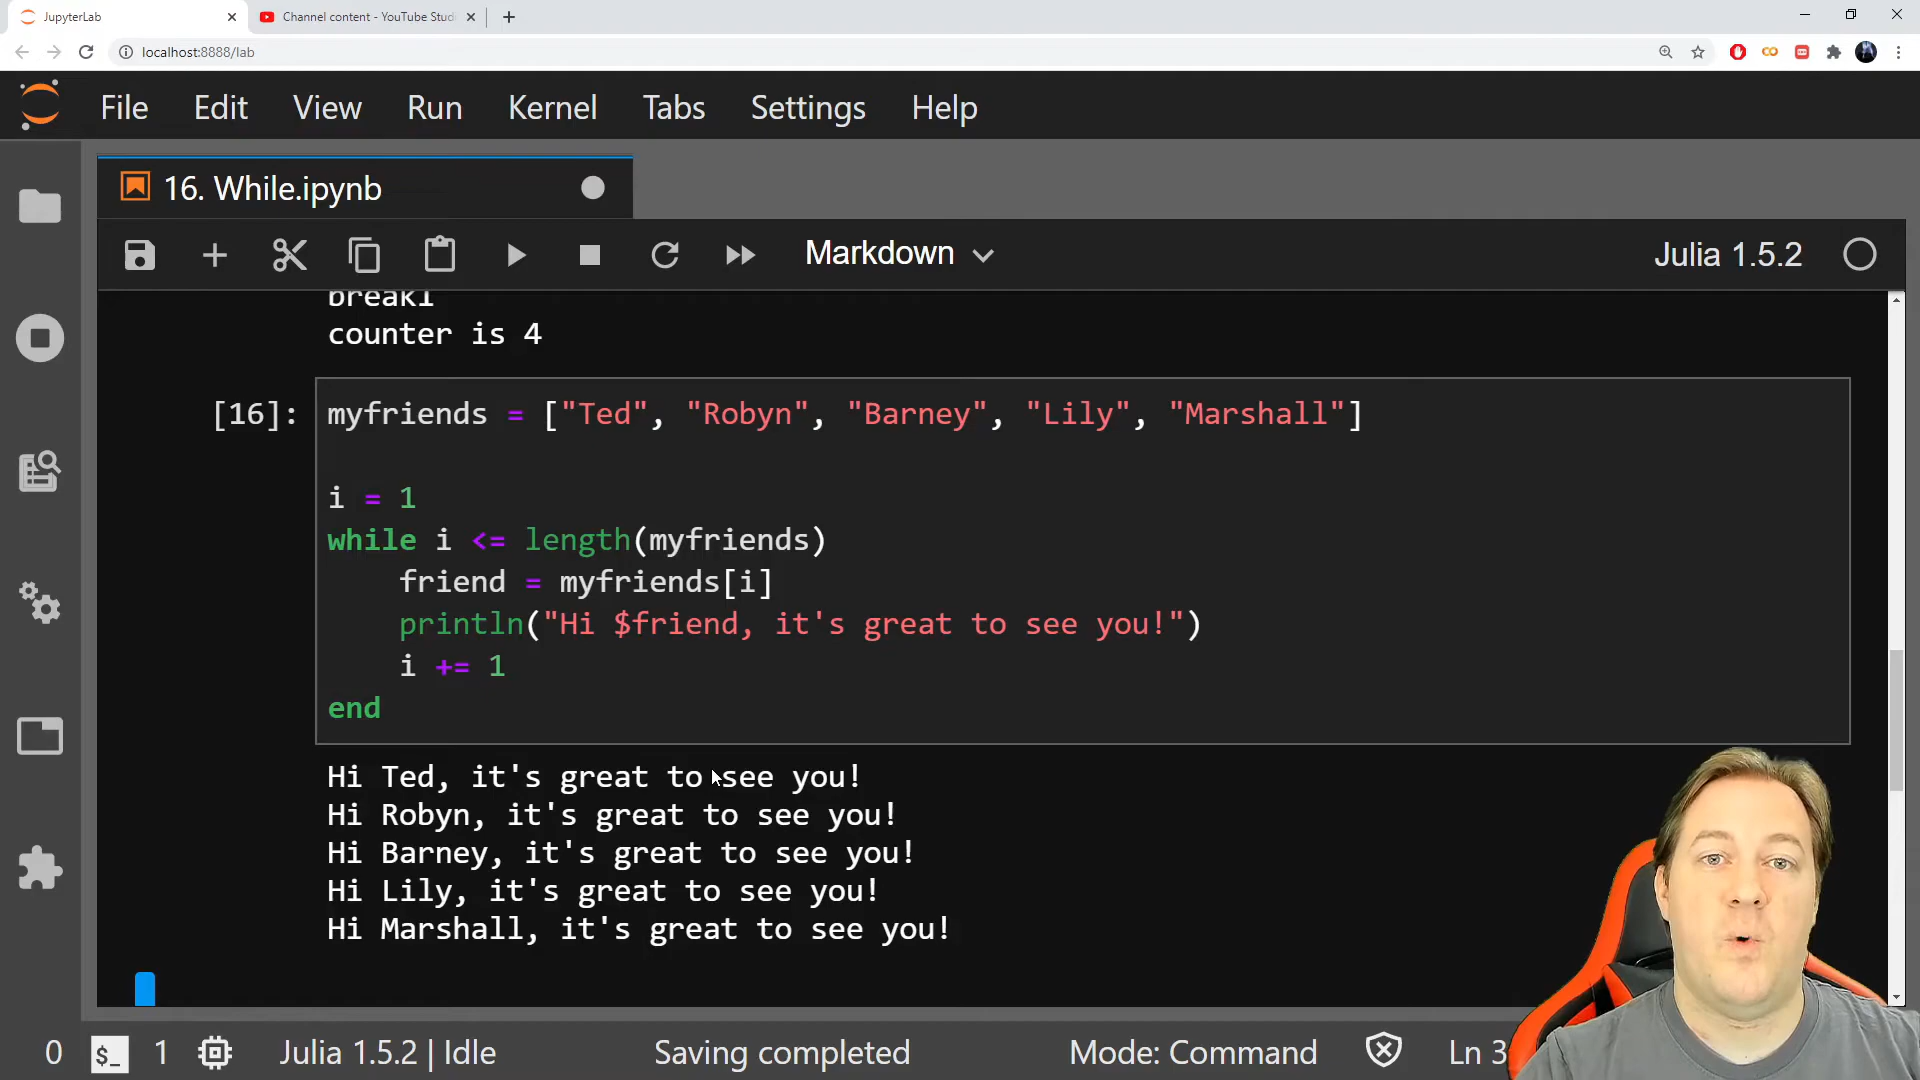 JupyterLab
Channel content - YouTube Stud
localhost:8888/lab
File Edit View Run Kernel Tabs Settings Help
16. While.ipynb
Markdown
Julia 1.5.2
break1
counter is 4
[16]:
myfriends = ["Ted", "Robyn", "Barney", "Lily", "Marshall"]
i = 1
while i <= length(myfriends)
friend = myfriends[i]
println("Hi $friend, it's great to see you!")
i += 1
end
Hi Ted, it's great to see you!
Hi Robyn, it's great to see you!
Hi Barney, it's great to see you!
Hi Lily, it's great to see you!
Hi Marshall, it's great to see you!
0 $_ 1 Julia 1.5.2 | Idle Saving completed Mode: Command Ln 3